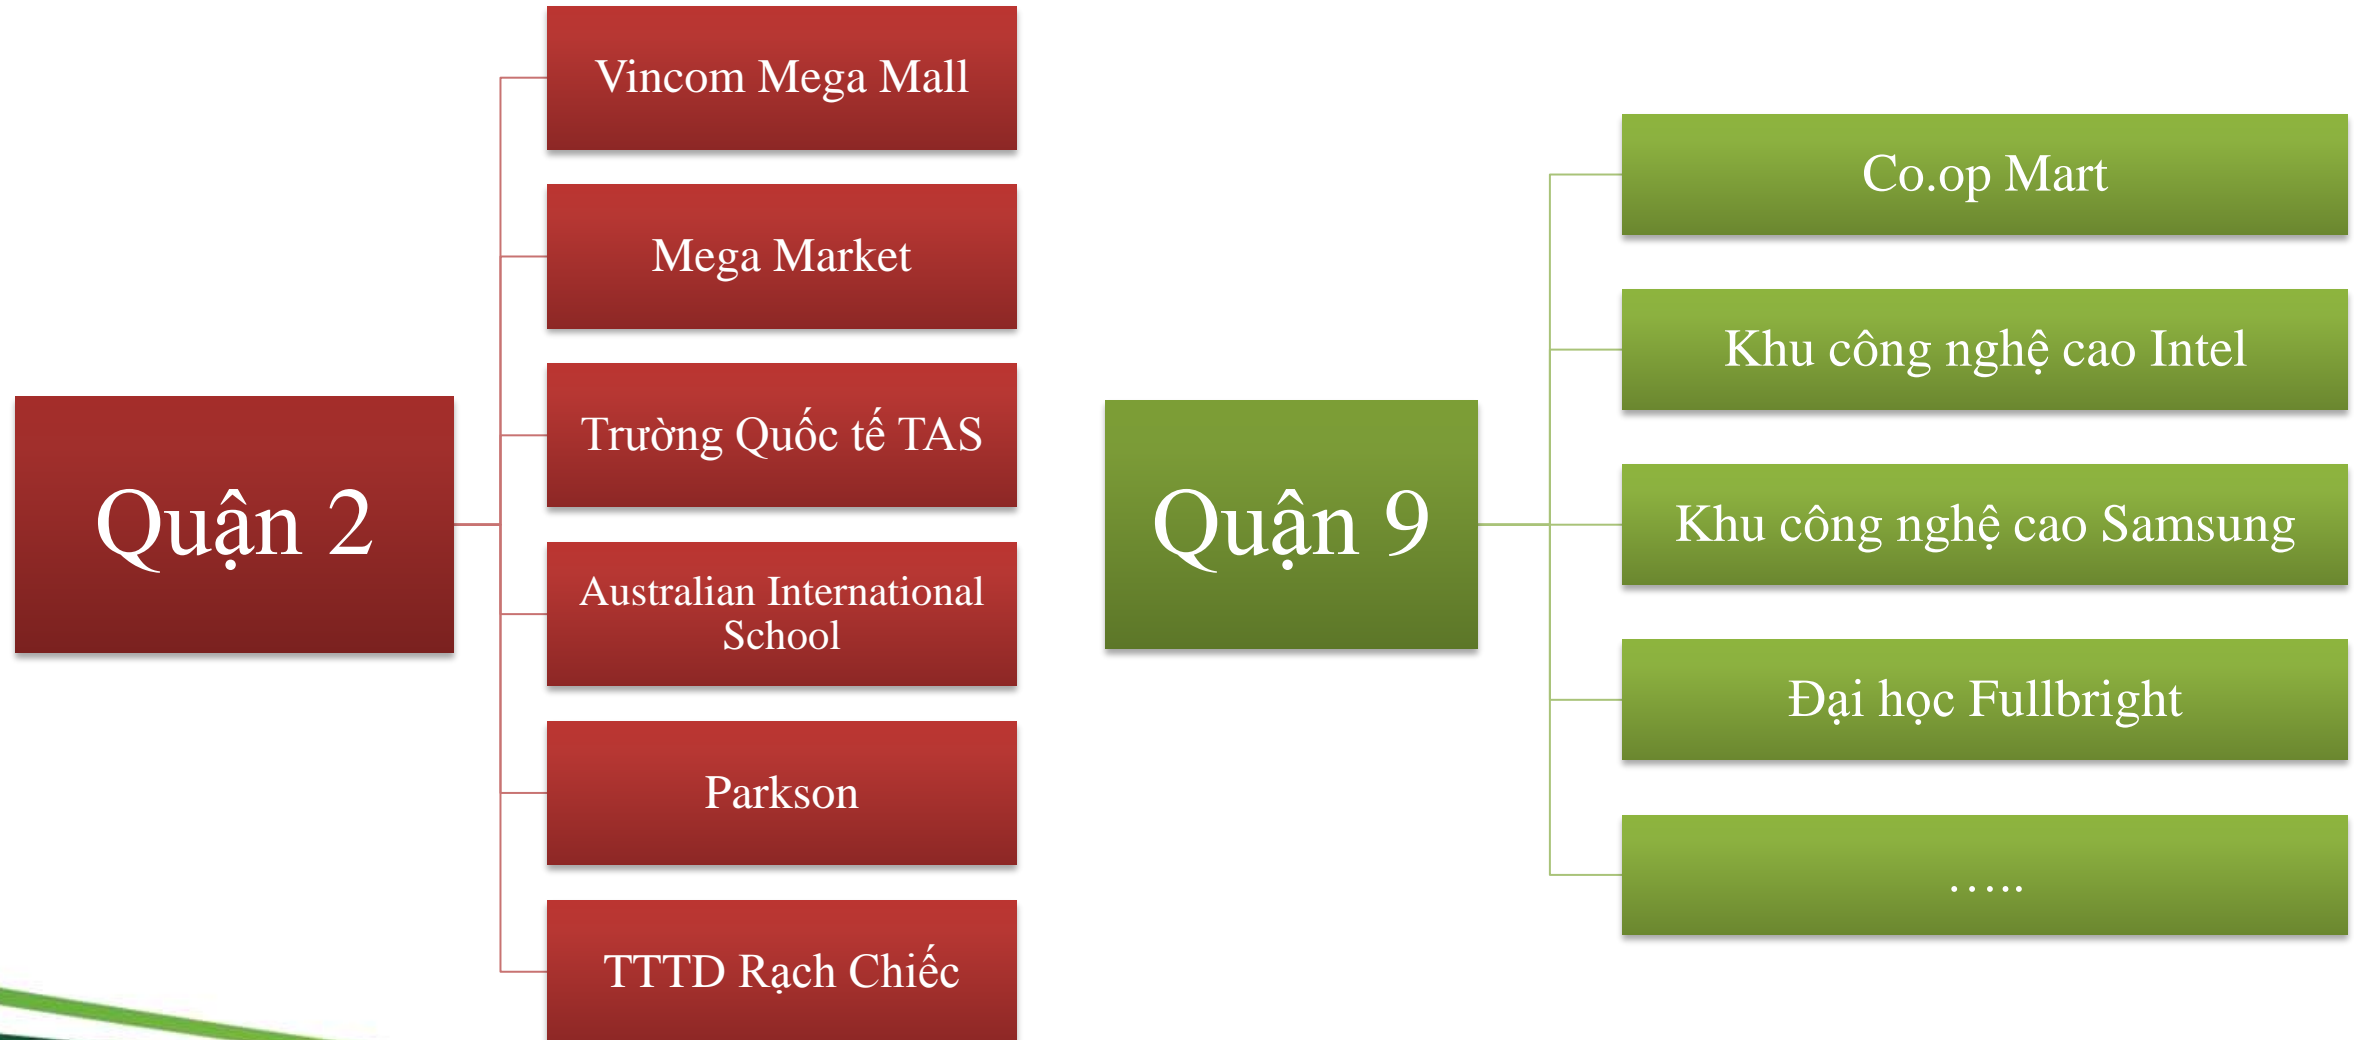 Quận 2
Vincom Mega Mall
Mega Market
Trường Quốc tế TAS
Australian International
School
Parkson
TTTD Rạch Chiếc
Quận 9
Co.op Mart
Khu công nghệ cao Intel
Khu công nghệ cao Samsung
Đại học Fullbright
…..